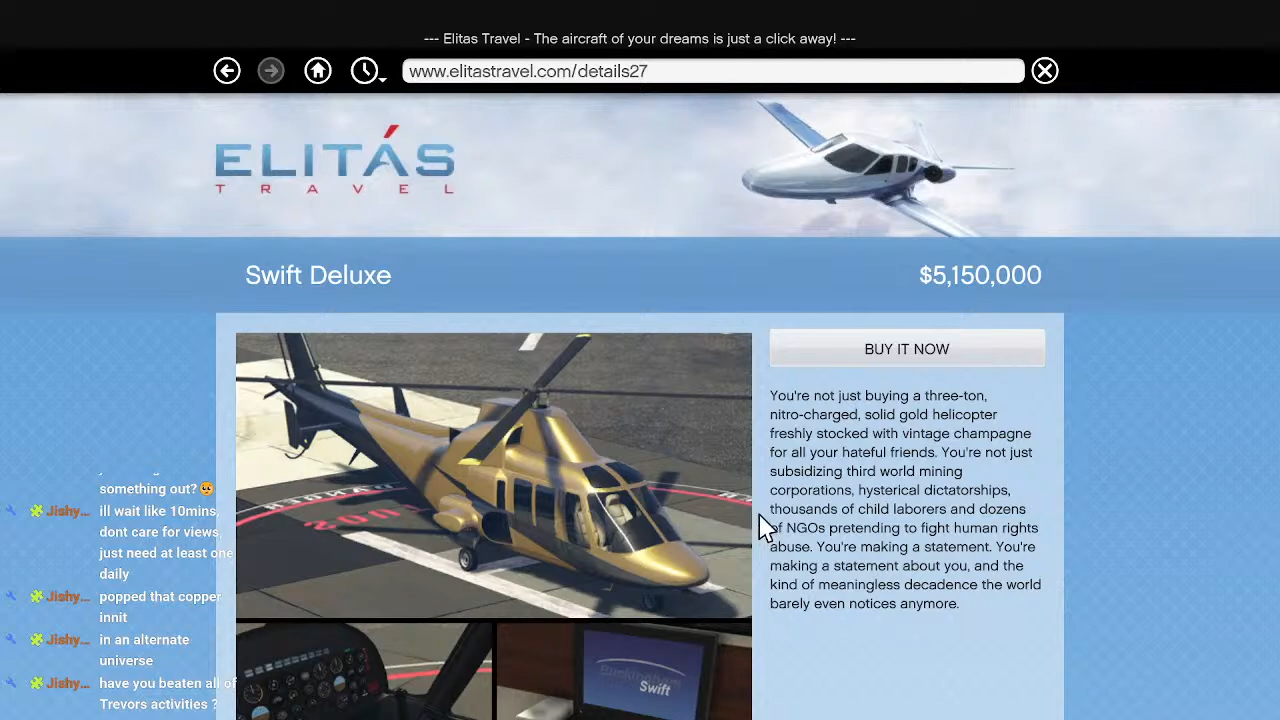 --- Elitas Travel - The aircraft of your dreams is just a click away! ---
www.elitastravel.com/details27
ELITÁS
TRAVEL
Swift Deluxe
$5,150,000
BUY IT NOW
You're not just buying a three-ton,
nitro-charged, solid gold helicopter
freshly stocked with vintage champagne
for all your hateful friends. You're not just
subsidizing third world mining
corporations, hysterical dictatorships,
thousands of child laborers and dozens
of NGOs pretending to fight human rights
abuse. You're making a statement. You're
making a statement about you, and the
kind of meaningless decadence the world
barely even notices anymore.
Buckingham
Swift
something out?🥺
Jishy... ill wait like 10mins,
dont care for views,
just need at least one
daily
Jishy... popped that copper
innit
Jishy... in an alternate
universe
Jishy... have you beaten all of
Trevors activities ?